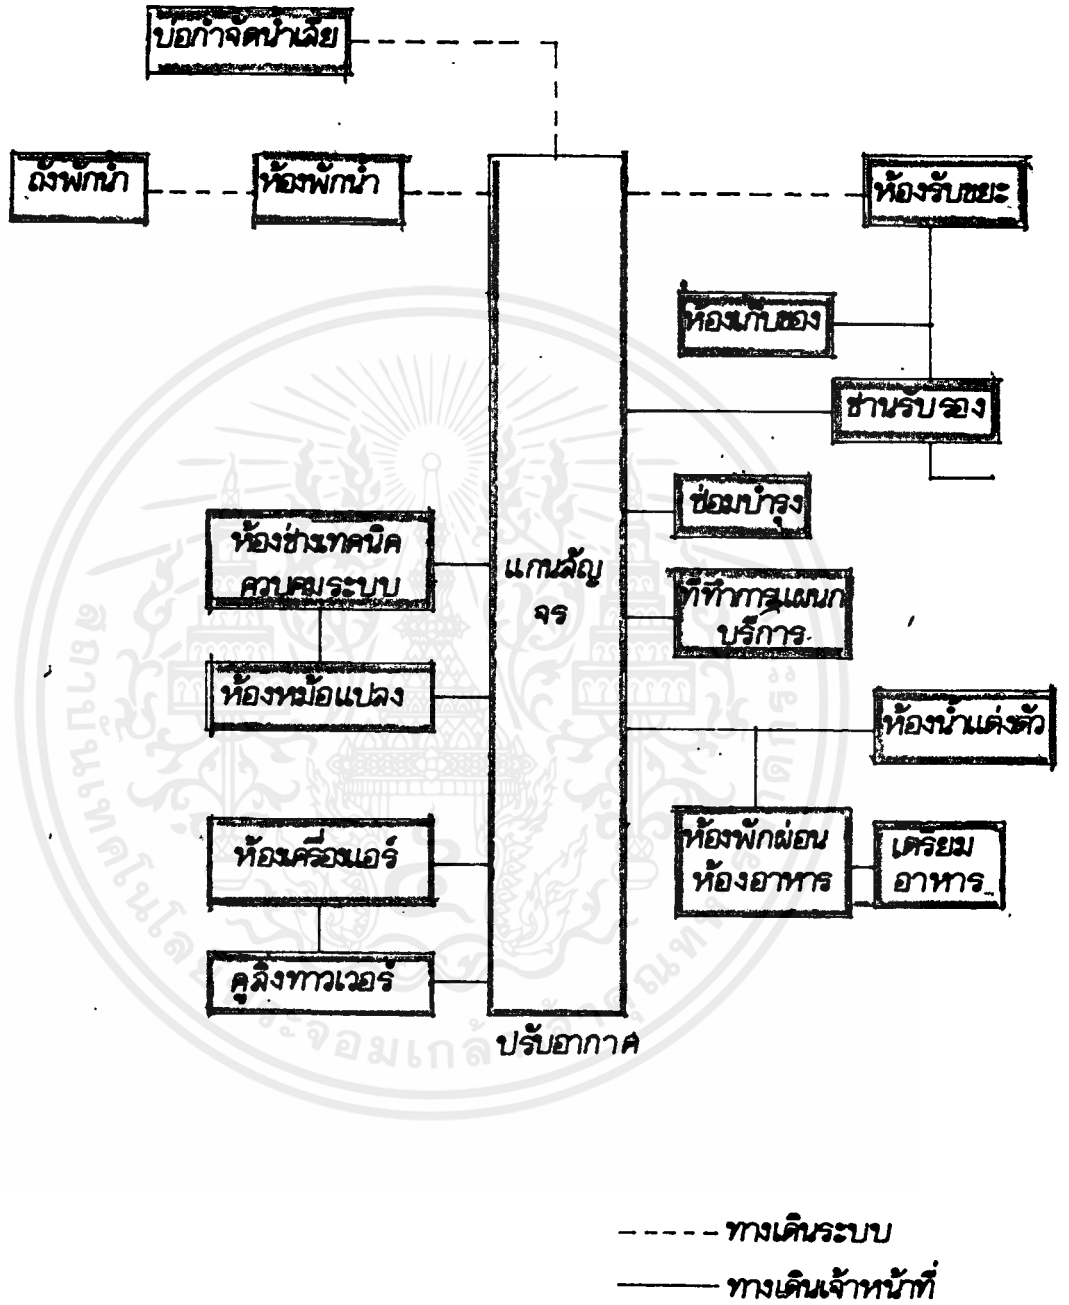 บ่อกำจัดน้ำเสีย
ถังพักน้ำ
ห้องพักน้ำ
ห้องรับขยะ
ห้องเก็บของ
ชานรับรอง
ซ่อมบำรุง
ห้องช่างเทคนิค
ควบคุมระบบ
แกนสัญ
จร
ที่ทำการแผนก
บริการ
ห้องหม้อแปลง
ห้องน้ำแต่งตัว
ห้องเครื่องแอร์
ห้องพักผ่อน
ห้องอาหาร
เตรียม
อาหาร
คูลิงทาวเวอร์
ปรับอากาศ
ทางเดินระบบ
ทางเดินเจ้าหน้าที่